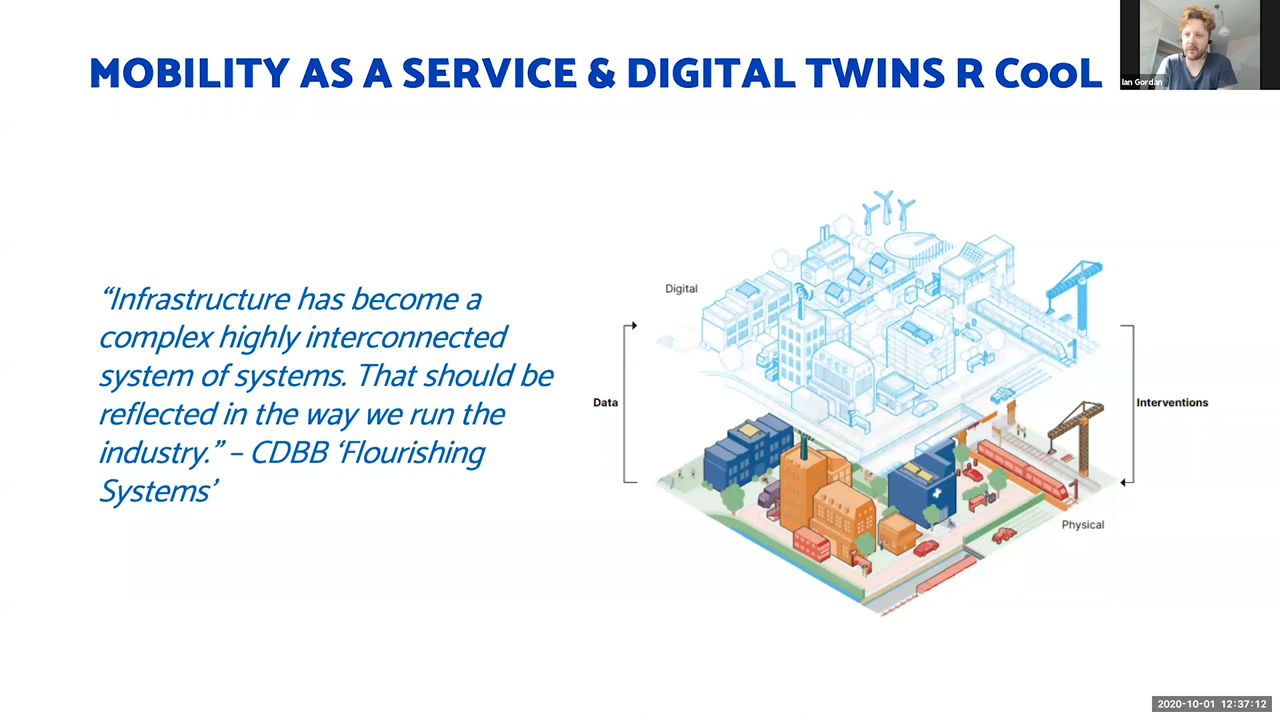 MOBILITY AS A SERVICE & DIGITAL TWINS R CooL
Ian Gordan
“Infrastructure has become a
complex highly interconnected
system of systems. That should be
reflected in the way we run the
industry.” – CDBB ‘Flourishing
Systems’
Digital
Data
Interventions
Physical
2020-10-01 12:37:12